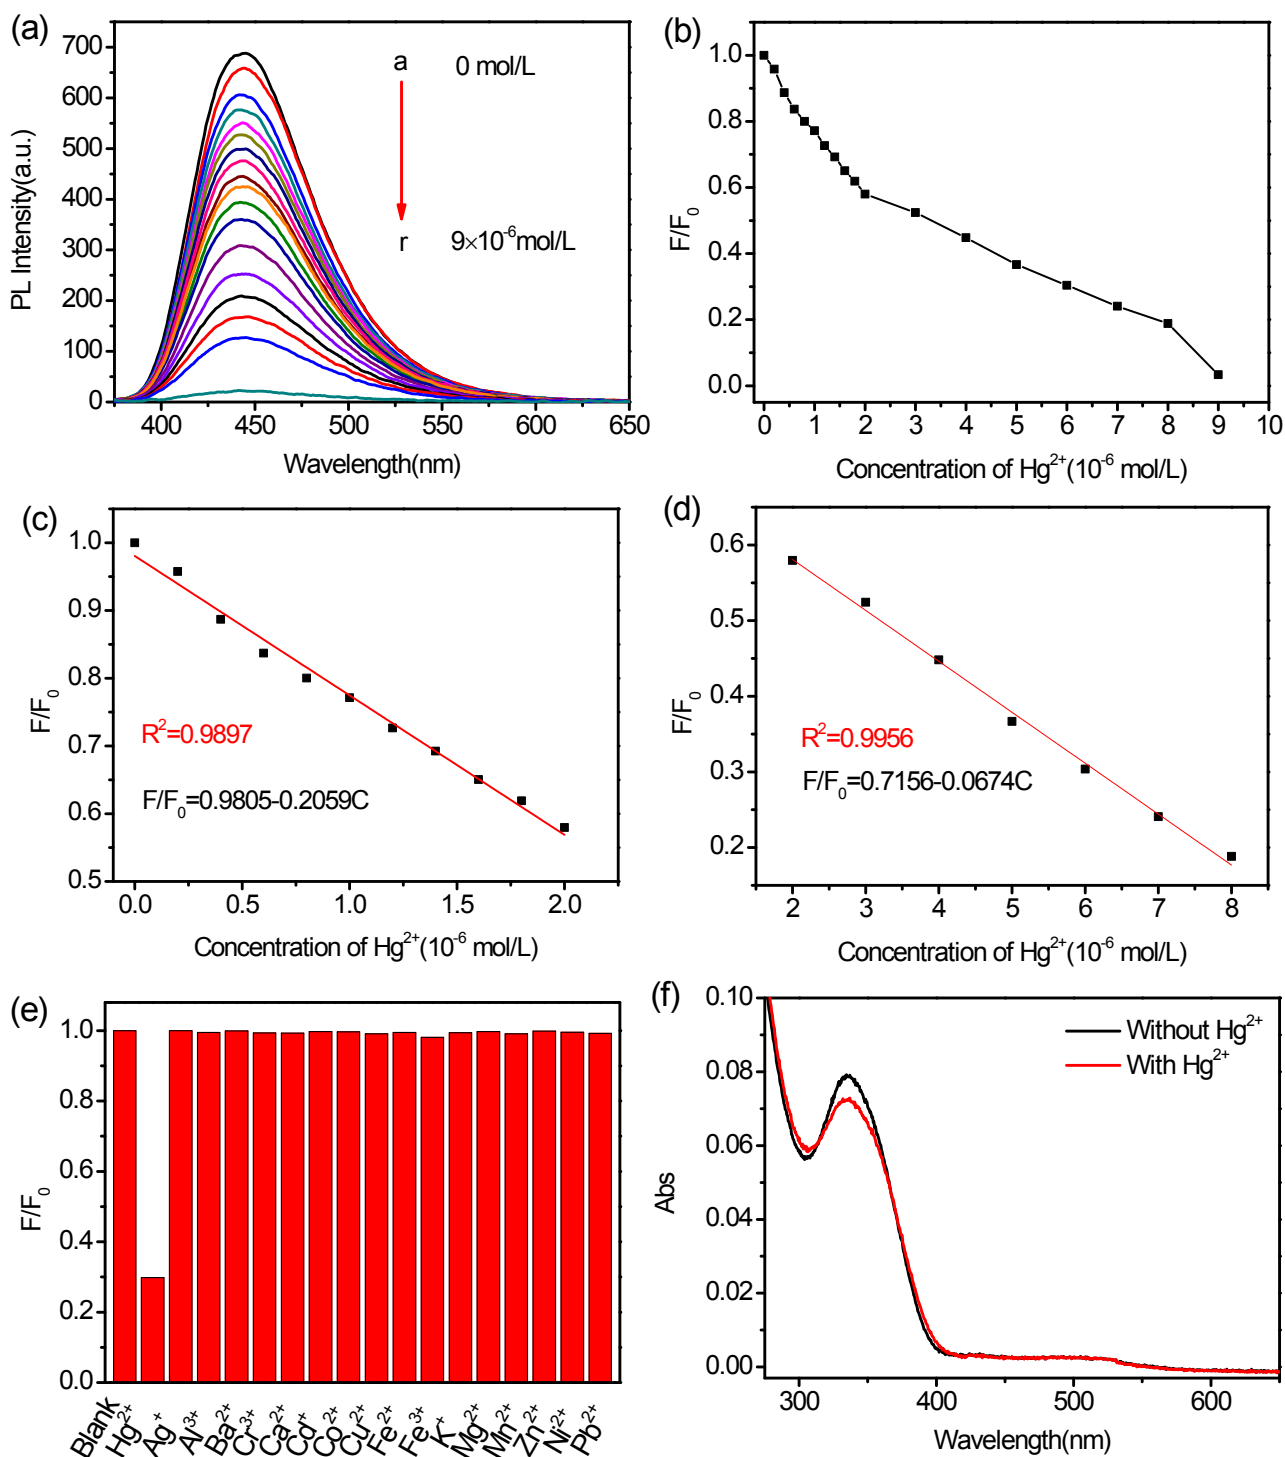 (a)
700
600
500
400
300
200
100
0
PL Intensity(a.u.)
a 0 mol/L
r 9×10⁻⁶mol/L
400 450 500 550 600 650
Wavelength(nm)
(b)
1.0
0.8
0.6
0.4
0.2
0.0
F/F₀
0 1 2 3 4 5 6 7 8 9 10
Concentration of Hg²⁺(10⁻⁶ mol/L)
(c)
1.0
0.9
0.8
0.7
0.6
0.5
F/F₀
R²=0.9897
F/F₀=0.9805-0.2059C
0.0 0.5 1.0 1.5 2.0
Concentration of Hg²⁺(10⁻⁶ mol/L)
(d)
0.6
0.5
0.4
0.3
0.2
F/F₀
R²=0.9956
F/F₀=0.7156-0.0674C
2 3 4 5 6 7 8
Concentration of Hg²⁺(10⁻⁶ mol/L)
(e)
1.0
0.8
0.6
0.4
0.2
0.0
F/F₀
Blank
Hg²⁺
Ag⁺
Al³⁺
Ba²⁺
Cr³⁺
Ca²⁺
Cd⁺
Co²⁺
Cu²⁺
Fe²⁺
Fe³⁺
K⁺
Mg²⁺
Mn²⁺
Zn²⁺
Ni²⁺
Pb²⁺
(f)
0.10
0.08
0.06
0.04
0.02
0.00
Abs
Without Hg²⁺
With Hg²⁺
300 400 500 600
Wavelength(nm)